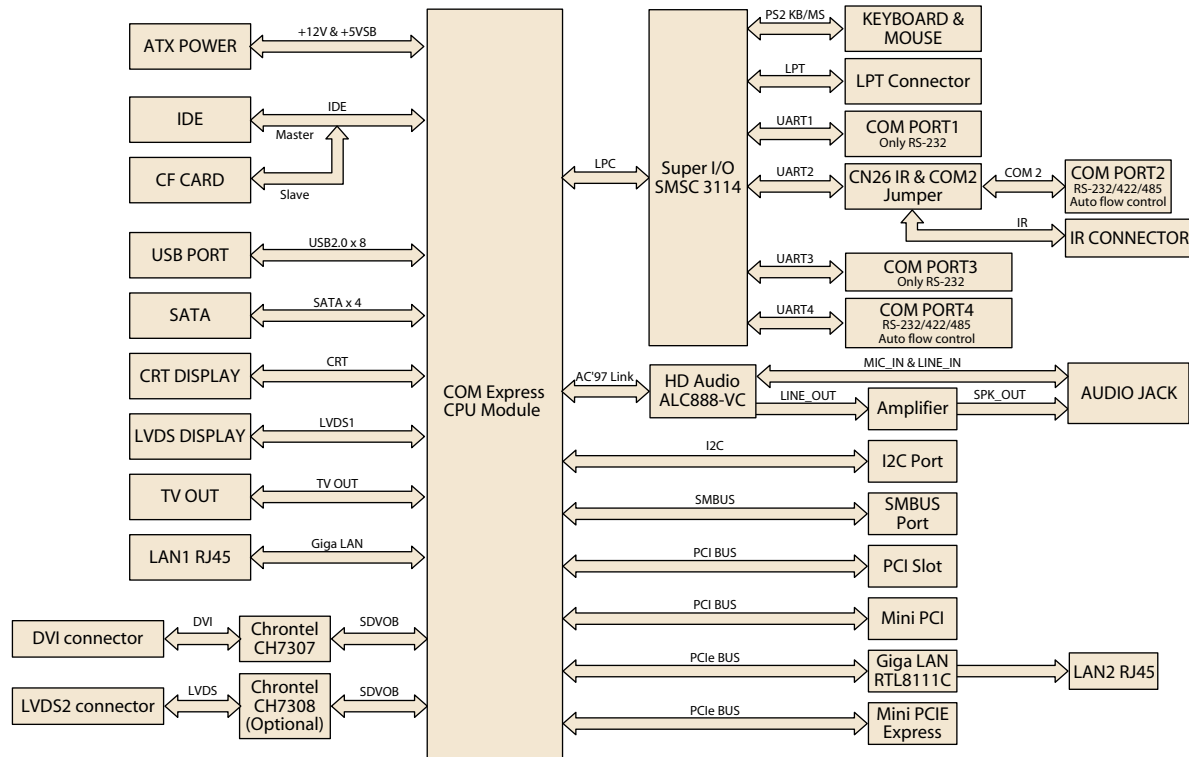 ATX POWER
+12V & +5VSB
IDE
IDE
Master
CF CARD
Slave
USB PORT
USB2.0 x 8
SATA
SATA x 4
CRT DISPLAY
CRT
LVDS DISPLAY
LVDS1
TV OUT
TV OUT
LAN1 RJ45
Giga LAN
DVI connector
DVI
Chrontel
CH7307
SDVOB
LVDS2 connector
LVDS
Chrontel
CH7308
(Optional)
SDVOB
COM Express
CPU Module
LPC
Super I/O
SMSC 3114
PS2 KB/MS
KEYBOARD &
MOUSE
LPT
LPT Connector
UART1
COM PORT1
Only RS-232
UART2
CN26 IR & COM2
Jumper
COM 2
COM PORT2
RS-232/422/485
Auto flow control
IR
IR CONNECTOR
UART3
COM PORT3
Only RS-232
UART4
COM PORT4
RS-232/422/485
Auto flow control
AC'97 Link
HD Audio
ALC888-VC
MIC_IN & LINE_IN
LINE_OUT
Amplifier
SPK_OUT
AUDIO JACK
I2C
I2C Port
SMBUS
SMBUS
Port
PCI BUS
PCI Slot
PCI BUS
Mini PCI
PCIe BUS
Giga LAN
RTL8111C
LAN2 RJ45
PCIe BUS
Mini PCIE
Express